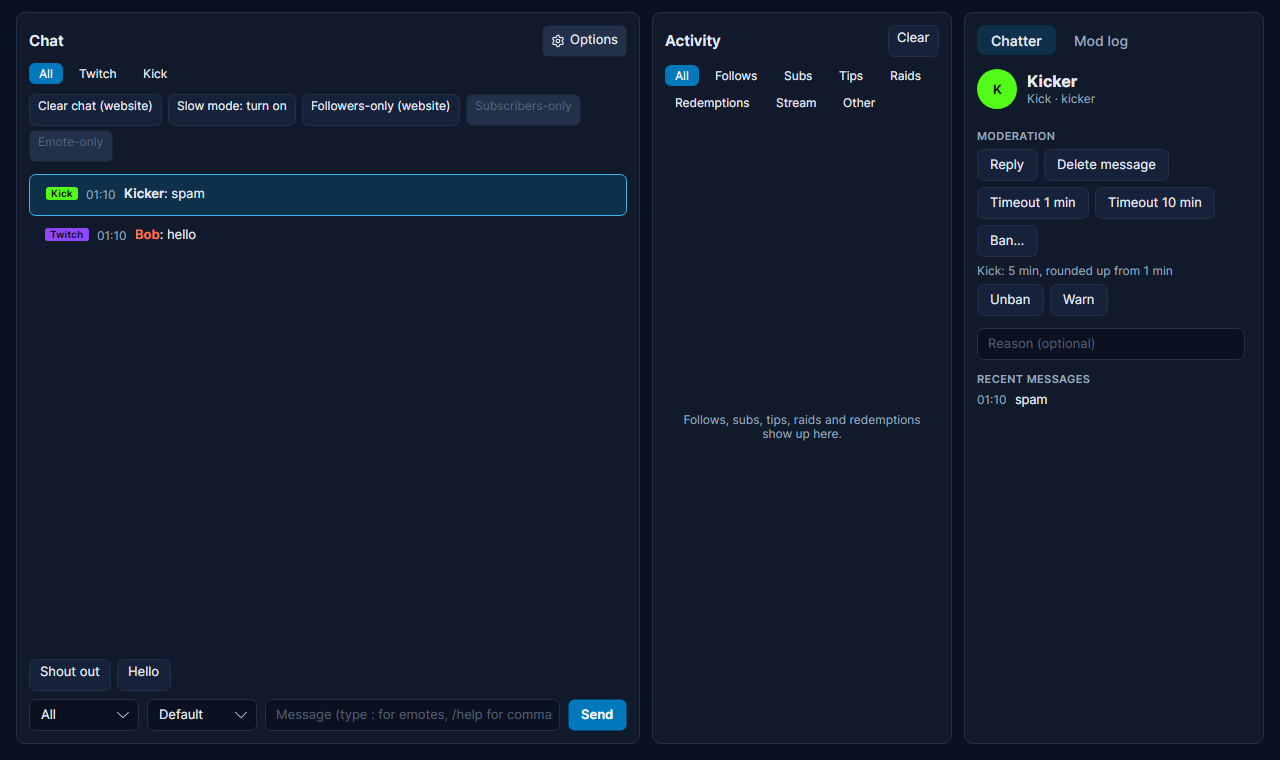 Chat
Options
All Twitch Kick
Clear chat (website) Slow mode: turn on Followers-only (website) Subscribers-only
Emote-only
Kick 01:10 Kicker: spam
Twitch 01:10 Bob: hello
Shout out Hello
All Default Message (type : for emotes, /help for comma Send
Activity
Clear
All Follows Subs Tips Raids
Redemptions Stream Other
Follows, subs, tips, raids and redemptions
show up here.
Chatter Mod log
K
Kicker
Kick · kicker
MODERATION
Reply Delete message
Timeout 1 min Timeout 10 min
Ban...
Kick: 5 min, rounded up from 1 min
Unban Warn
Reason (optional)
RECENT MESSAGES
01:10 spam